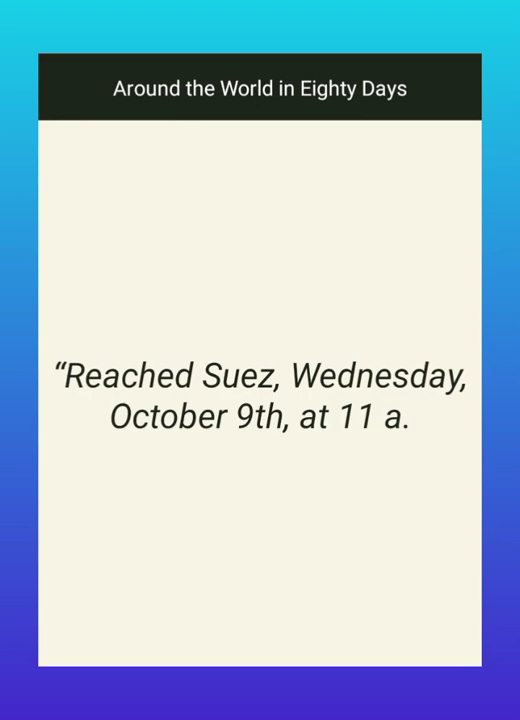 Around the World in Eighty Days
“Reached Suez, Wednesday,
October 9th, at 11 a.